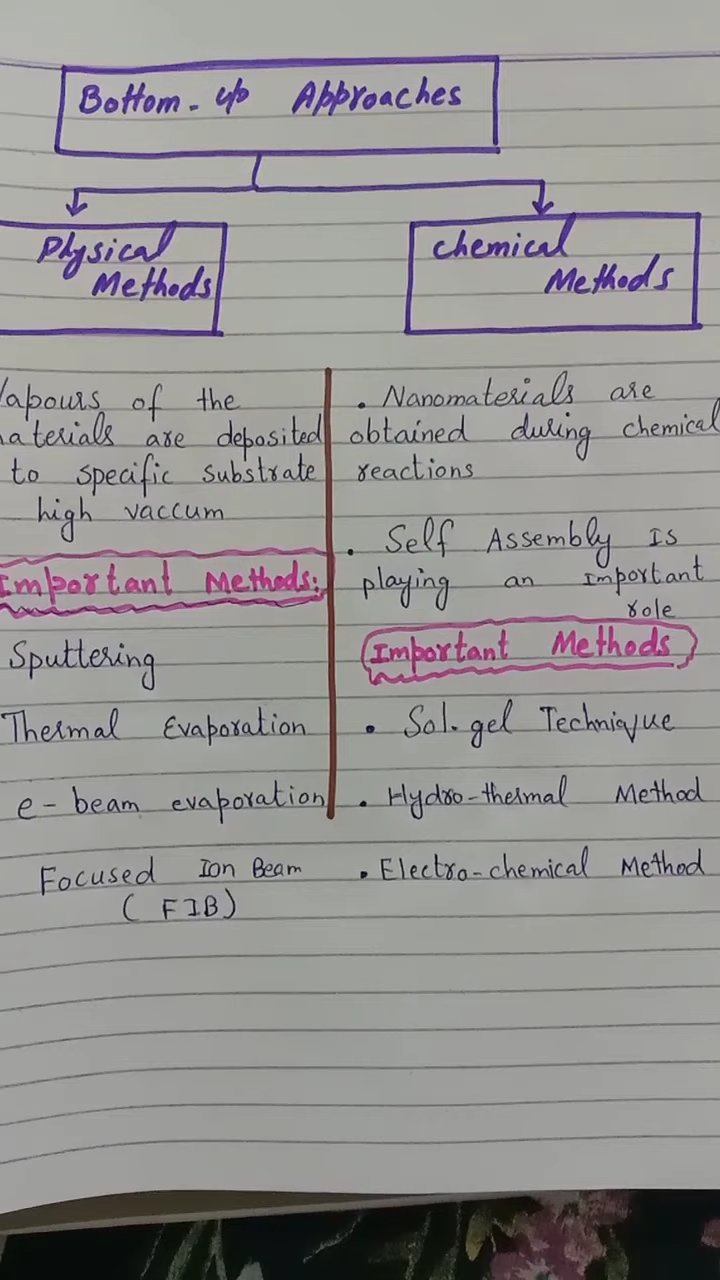 Bottom-up Approaches
Physical
Methods
Chemical
Methods
Vapours of the
materials are deposited
to specific substrate
high vaccum
Important Methods:
Sputtering
Thermal Evaporation
e-beam evaporation
Focused Ion Beam
(FIB)
• Nanomaterials are
obtained during chemical
reactions
• Self Assembly Is
playing an Important
role
Important Methods
• Sol-gel Technique
• Hydro-thermal Method
• Electro-chemical Method